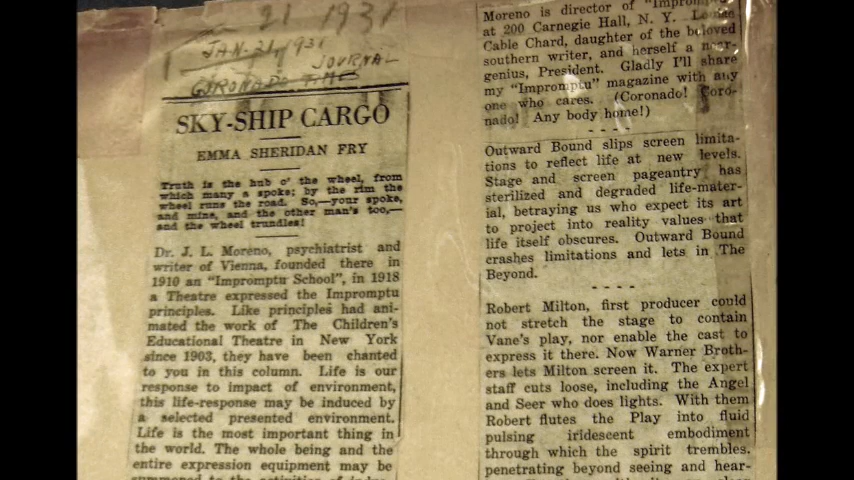 21 1931
JAN. 21, 1931
JOURNAL
CORONADO
SKY-SHIP CARGO
EMMA SHERIDAN FRY
Truth is the hub o' the wheel, from
which many a spoke; by the rim the
wheel runs the road. So,—your spoke,
and mine, and the other man's too,—
and the wheel trundles!
Dr. J. L. Moreno, psychiatrist and
writer of Vienna, founded there in
1910 an "Impromptu School", in 1918
a Theatre expressed the Impromptu
principles. Like principles had ani-
mated the work of The Children's
Educational Theatre in New York
since 1903, they have been chanted
to you in this column. Life is our
response to impact of environment,
this life-response may be induced by
a selected presented environment.
Life is the most important thing in
the world. The whole being and the
entire expression equipment may be
Moreno is director of
at 200 Carnegie Hall, N. Y.
Cable Chard, daughter of the beloved
southern writer, and herself a near-
genius, President. Gladly I'll share
my "Impromptu" magazine with any
one who cares. (Coronado! Coro-
nado! Any body home!)
- - - -
Outward Bound slips screen limita-
tions to reflect life at new levels.
Stage and screen pageantry has
sterilized and degraded life-mater-
ial, betraying us who expect its art
to project into reality values that
life itself obscures. Outward Bound
crashes limitations and lets in The
Beyond.
- - - -
Robert Milton, first producer could
not stretch the stage to contain
Vane's play, nor enable the cast to
express it there. Now Warner Broth-
ers lets Milton screen it. The expert
staff cuts loose, including the Angel
and Seer who does lights. With them
Robert flutes the Play into fluid
pulsing iridescent embodiment
through which the spirit trembles.
penetrating beyond seeing and hear-